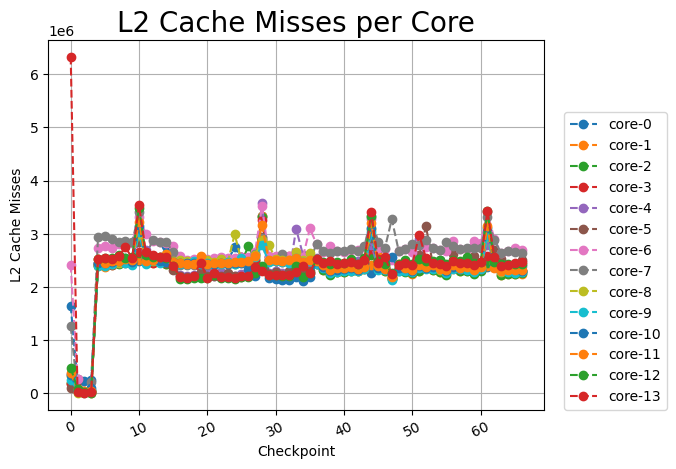 L2 Cache Misses per Core
1e6
6
5
4
3
2
1
0
L2 Cache Misses
0 10 20 30 40 50 60
Checkpoint
core-0
core-1
core-2
core-3
core-4
core-5
core-6
core-7
core-8
core-9
core-10
core-11
core-12
core-13